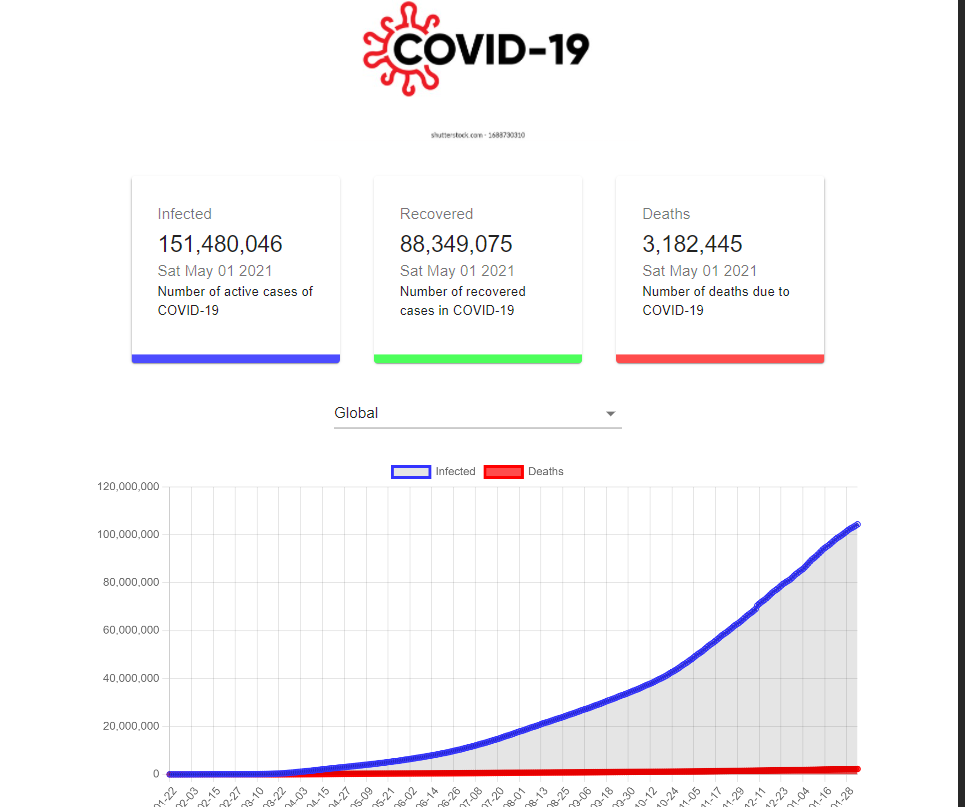 COVID-19
shutterstock.com · 1688730310
Infected
151,480,046
Sat May 01 2021
Number of active cases of
COVID-19
Recovered
88,349,075
Sat May 01 2021
Number of recovered
cases in COVID-19
Deaths
3,182,445
Sat May 01 2021
Number of deaths due to
COVID-19
Global
Infected Deaths
120,000,000
100,000,000
80,000,000
60,000,000
40,000,000
20,000,000
0
01-22 02-03 02-15 02-27 03-10 03-22 04-03 04-15 04-27 05-09 05-21 06-02 06-14 06-26 07-08 07-20 08-01 08-13 08-25 09-06 09-18 09-30 10-12 10-24 11-05 11-17 11-29 12-11 12-23 01-04 01-16 01-28